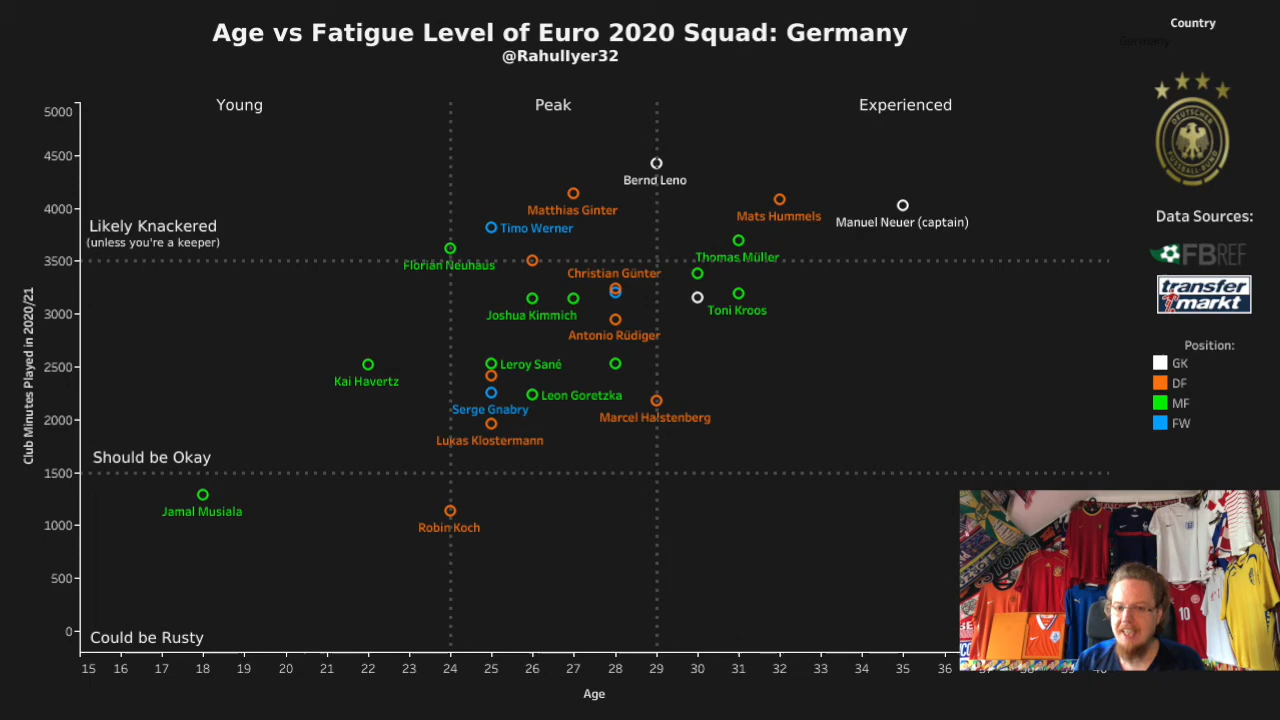 Age vs Fatigue Level of Euro 2020 Squad: Germany
@RahulIyer32
Country
Germany
Young
Peak
Experienced
5000
4500
4000
3500
3000
2500
2000
1500
1000
500
0
Club Minutes Played in 2020/21
Likely Knackered
(unless you're a keeper)
Should be Okay
Could be Rusty
Bernd Leno
Matthias Ginter
Mats Hummels
Manuel Neuer (captain)
Timo Werner
Florian Neuhaus
Thomas Müller
Christian Günter
Joshua Kimmich
Toni Kroos
Antonio Rüdiger
Leroy Sané
Kai Havertz
Leon Goretzka
Serge Gnabry
Marcel Halstenberg
Lukas Klostermann
Jamal Musiala
Robin Koch
15 16 17 18 19 20 21 22 23 24 25 26 27 28 29 30 31 32 33 34 35 36
Age
DEUTSCHER
FUSSBALL-BUND
Data Sources:
FBREF
transfer
markt
Position:
GK
DF
MF
FW
10